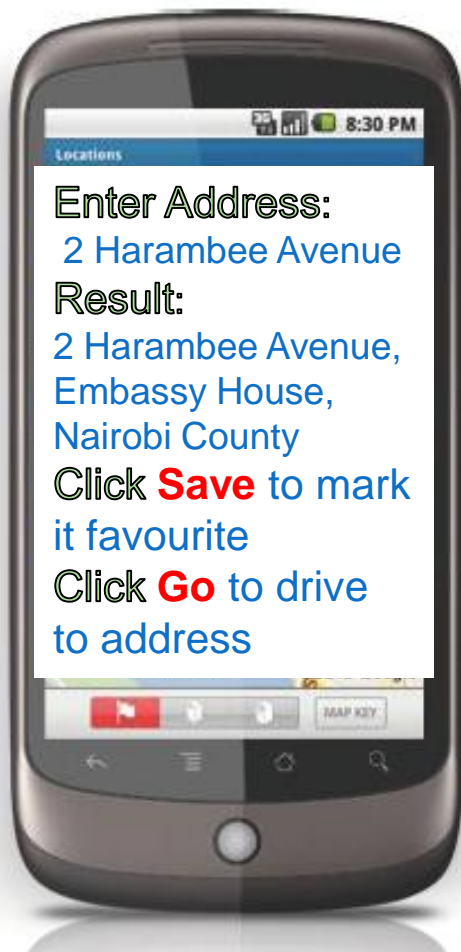 8:30 PM
Locations
Enter Address:
2 Harambee Avenue
Result:
2 Harambee Avenue,
Embassy House,
Nairobi County
Click Save to mark
it favourite
Click Go to drive
to address
MAP KEY